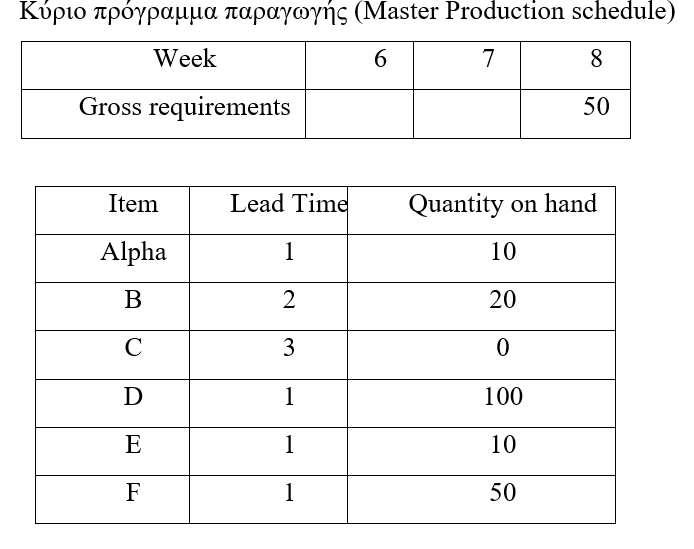 Κύριο πρόγραμμα παραγωγής (Master Production schedule)
Week 6 7 8
Gross requirements 50
Item Lead Time Quantity on hand
Alpha 1 10
B 2 20
C 3 0
D 1 100
E 1 10
F 1 50